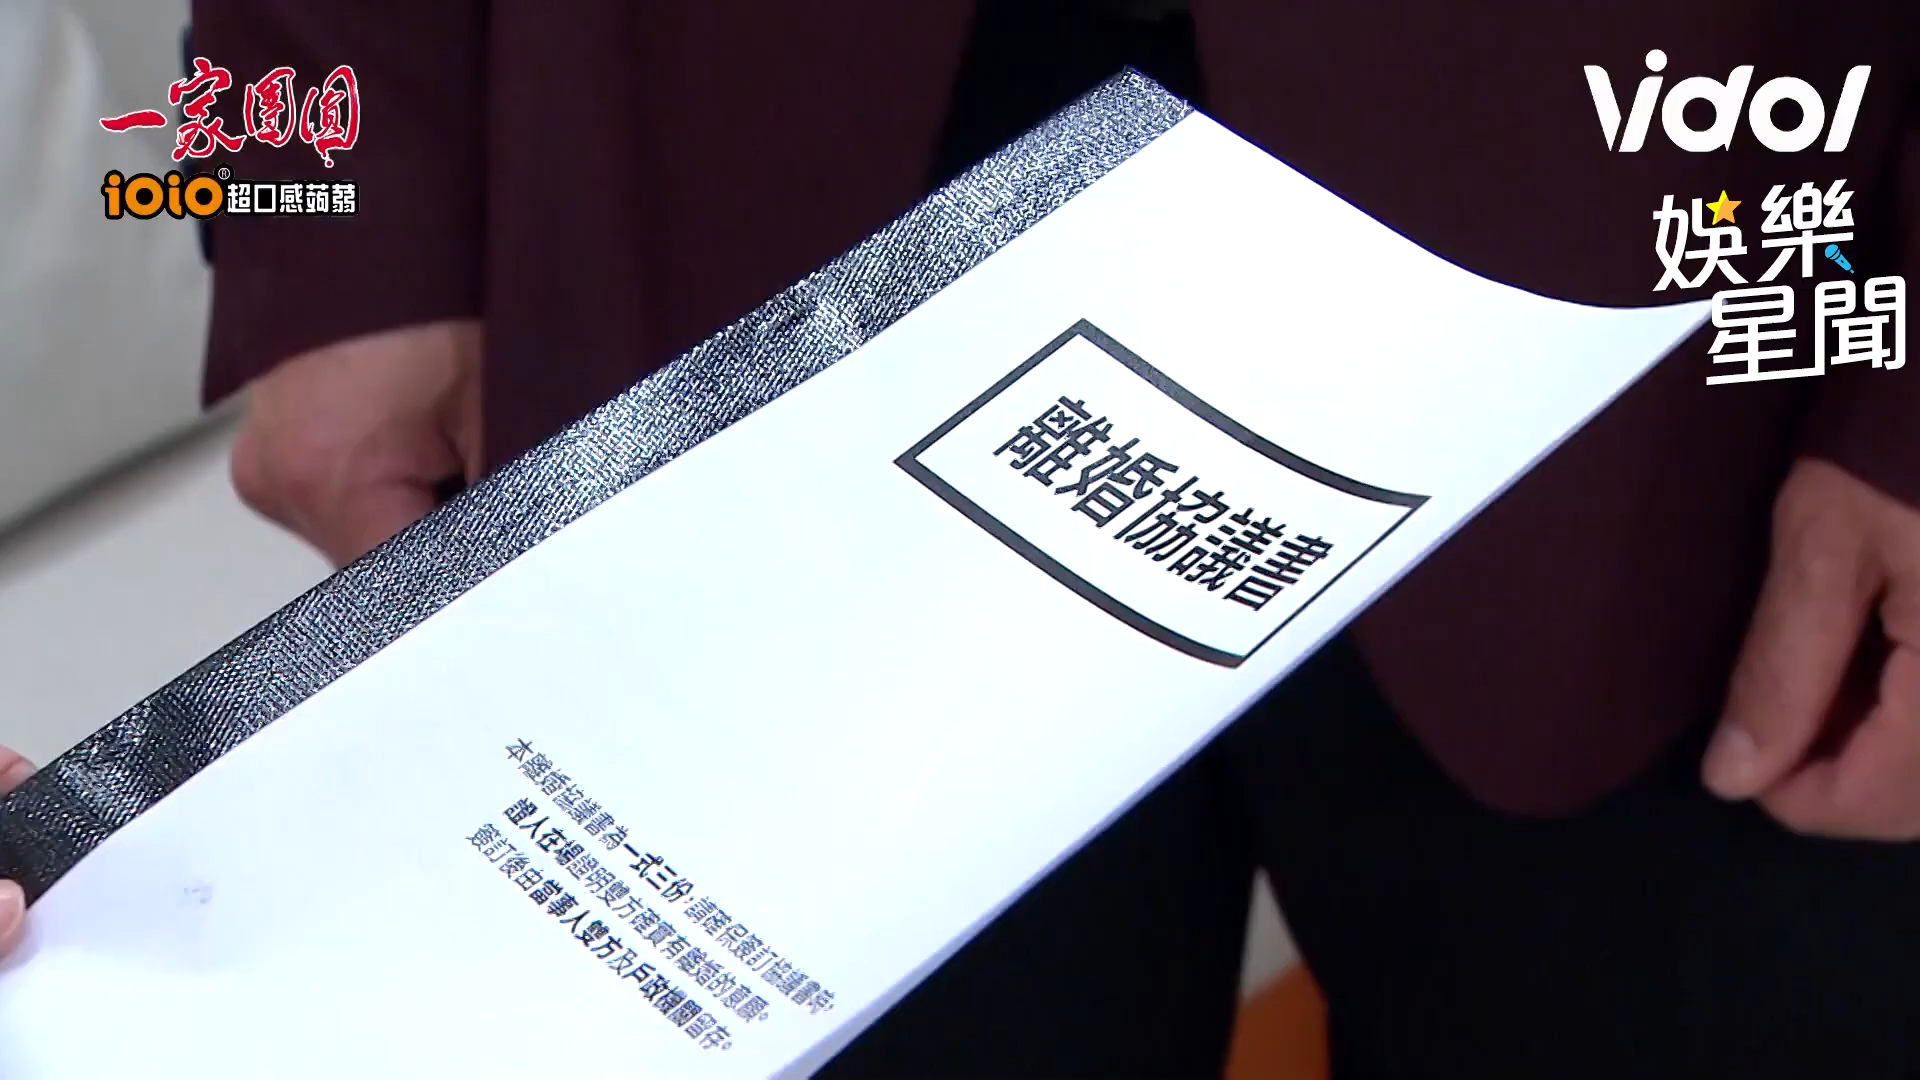 一家團圓
ioio®超口感蒟蒻
Vidol
娛樂
星聞
離婚協議書
本離婚協議書為一式三份，請確保簽訂協議書時，
證人在場證明雙方確實有離婚的意願。
簽訂後由當事人雙方及戶政機關留存。